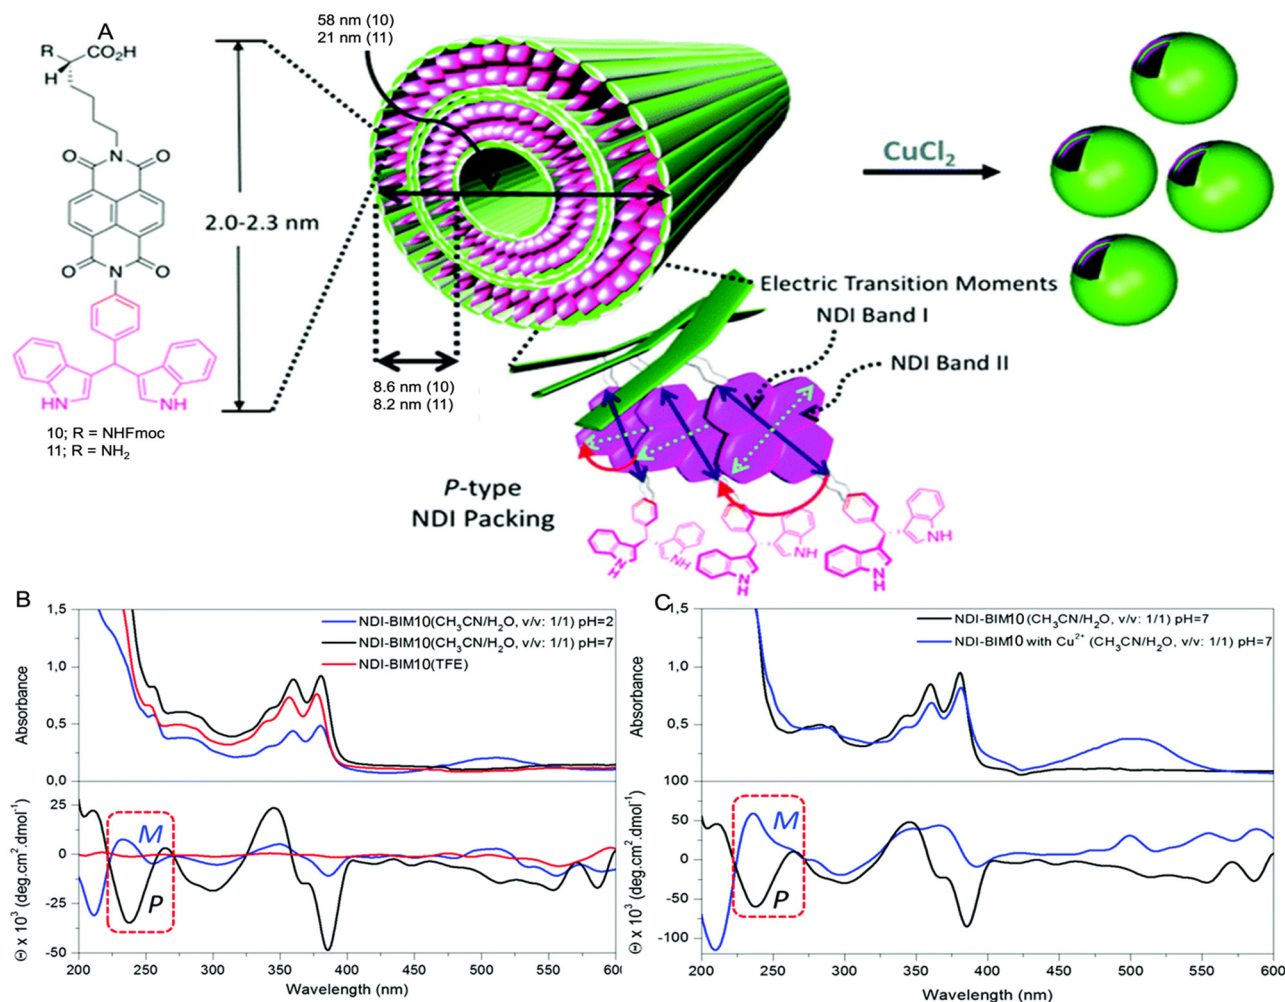 A
R
CO₂H
H
O
N
O
O
N
O
HN
NH
10; R = NHFmoc
11; R = NH₂
2.0-2.3 nm
58 nm (10)
21 nm (11)
8.6 nm (10)
8.2 nm (11)
CuCl₂
Electric Transition Moments
NDI Band I
NDI Band II
P-type
NDI Packing
N
H
NH
N
H
NH
N
H
NH
B
1,5
1,0
0,5
0,0
Absorbance
NDI-BIM10(CH₃CN/H₂O, v/v: 1/1) pH=2
NDI-BIM10(CH₃CN/H₂O, v/v: 1/1) pH=7
NDI-BIM10(TFE)
25
0
-25
-50
Θ x 10³ (deg.cm².dmol⁻¹)
M
P
200 250 300 350 400 450 500 550 600
Wavelength (nm)
C
1,5
1,0
0,5
100
Absorbance
NDI-BIM10 (CH₃CN/H₂O, v/v: 1/1) pH=7
NDI-BIM10 with Cu²⁺ (CH₃CN/H₂O, v/v: 1/1) pH=7
50
0
-50
-100
Θ x 10³ (deg.cm².dmol⁻¹)
M
P
200 250 300 350 400 450 500 550 600
Wavelength (nm)